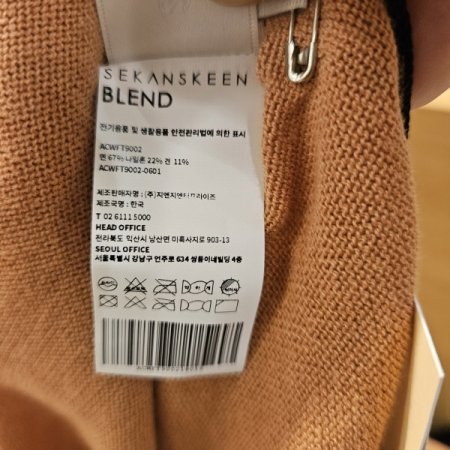 SEKANSKEEN
BLEND
전기용품 및 생활용품 안전관리법에 의한 표시
ACWFT9002
면 67% 나일론 22% 견 11%
ACWFT9002-0601
제조판매자명 : (주)지엔지엔터프라이즈
제조국명 : 한국
T 02 6111 5000
HEAD OFFICE
전라북도 익산시 낭산면 미륵사지로 903-13
SEOUL OFFICE
서울특별시 강남구 언주로 634 쌍용이네빌딩 4층